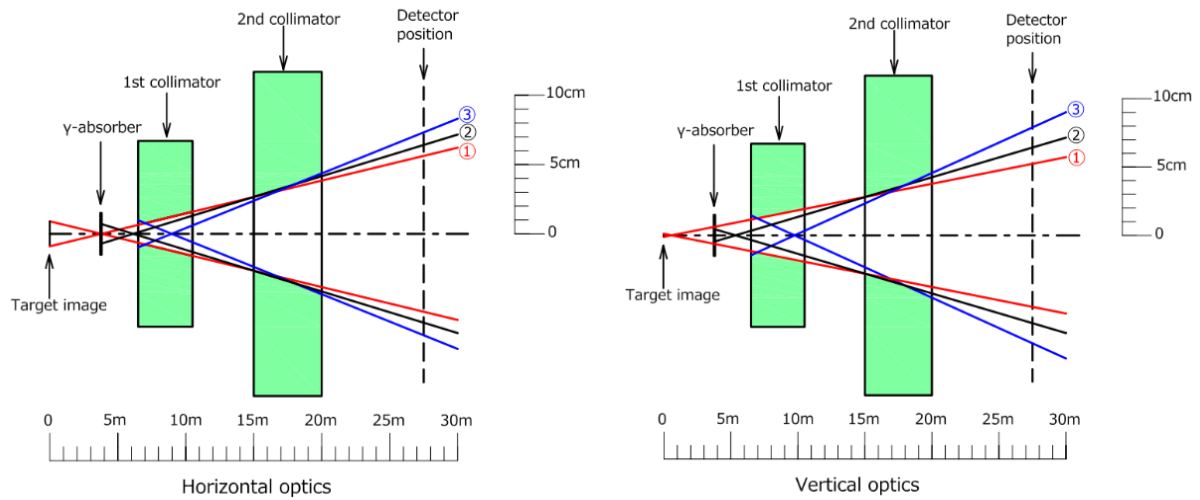 2nd collimator
Detector
position
1st collimator
γ-absorber
③
②
①
10cm
5cm
0
Target image
0 5m 10m 15m 20m 25m 30m
Horizontal optics
2nd collimator
Detector
position
1st collimator
γ-absorber
③
②
①
10cm
5cm
0
Target image
0 5m 10m 15m 20m 25m 30m
Vertical optics